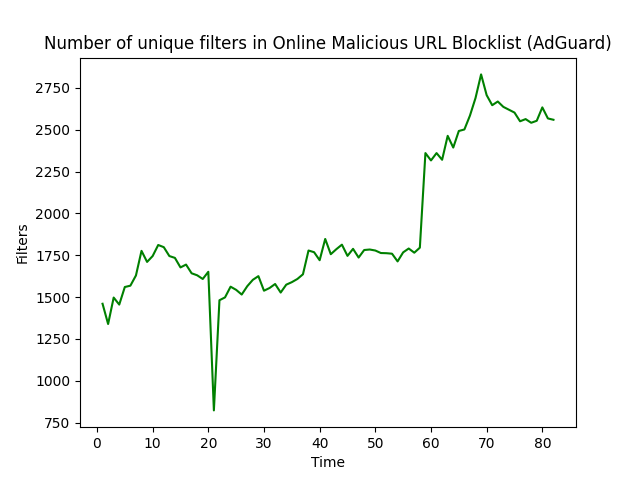 Number of unique filters in Online Malicious URL Blocklist (AdGuard)
2750
2500
2250
2000
1750
1500
1250
1000
750
Filters
0 10 20 30 40 50 60 70 80
Time